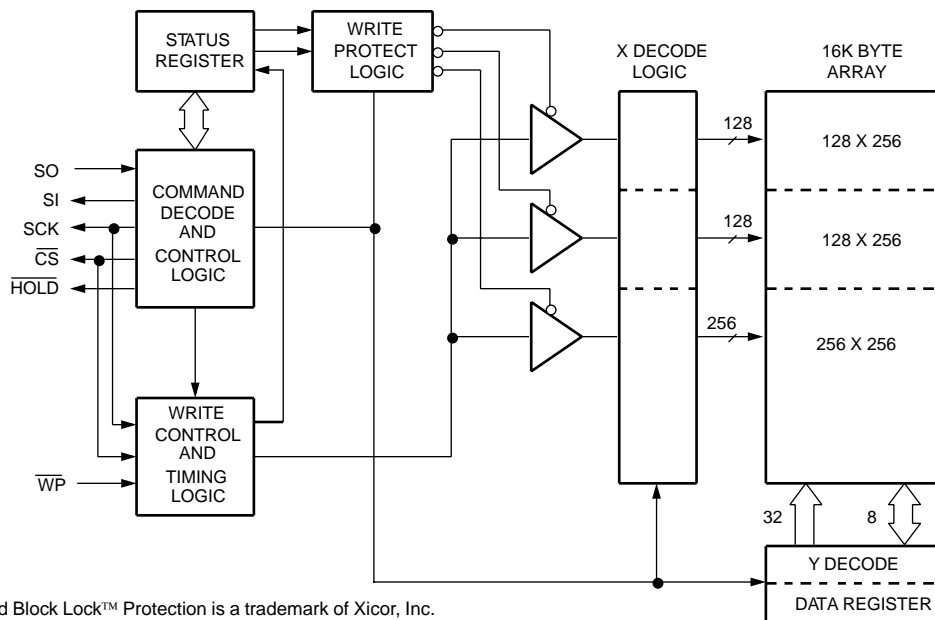 STATUS
REGISTER
WRITE
PROTECT
LOGIC
X DECODE
LOGIC
16K BYTE
ARRAY
SO
SI
SCK
CS
HOLD
COMMAND
DECODE
AND
CONTROL
LOGIC
128
128 X 256
128
128 X 256
256
256 X 256
WRITE
CONTROL
AND
TIMING
LOGIC
WP
32
8
Y DECODE
DATA REGISTER
Block Lock™ Protection is a trademark of Xicor, Inc.